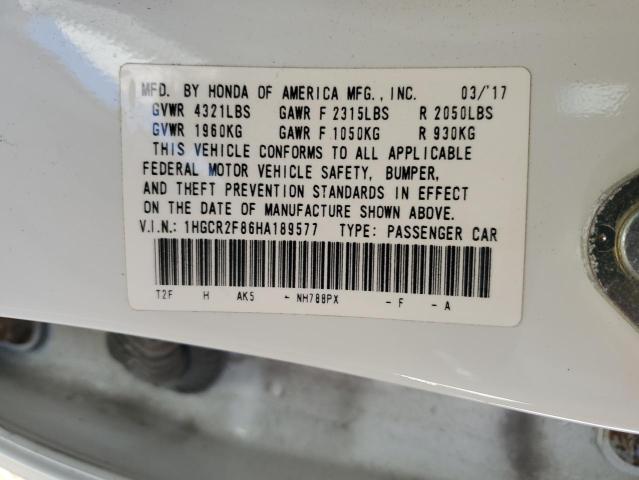 MFD. BY HONDA OF AMERICA MFG., INC. 03/'17
GVWR 4321LBS GAWR F 2315LBS R 2050LBS
GVWR 1960KG GAWR F 1050KG R 930KG
THIS VEHICLE CONFORMS TO ALL APPLICABLE
FEDERAL MOTOR VEHICLE SAFETY, BUMPER,
AND THEFT PREVENTION STANDARDS IN EFFECT
ON THE DATE OF MANUFACTURE SHOWN ABOVE.
V.I.N.: 1HGCR2F86HA189577 TYPE: PASSENGER CAR
T2F H AK5 - NH788PX - F - A